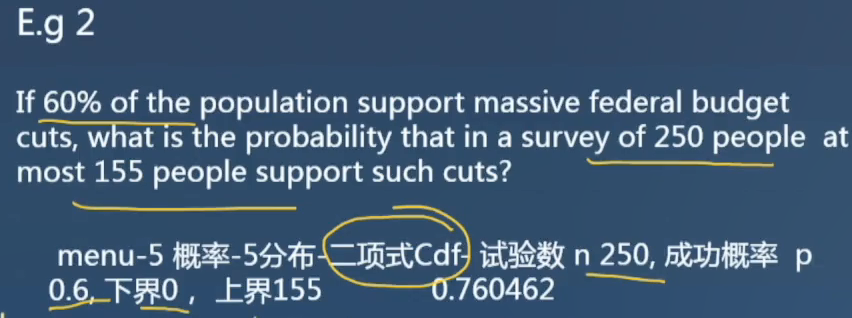 E.g 2
If 60% of the population support massive federal budget
cuts, what is the probability that in a survey of 250 people at
most 155 people support such cuts?
menu-5 概率-5分布-二项式Cdf- 试验数 n 250, 成功概率 p
0.6, 下界0 , 上界155 0.760462